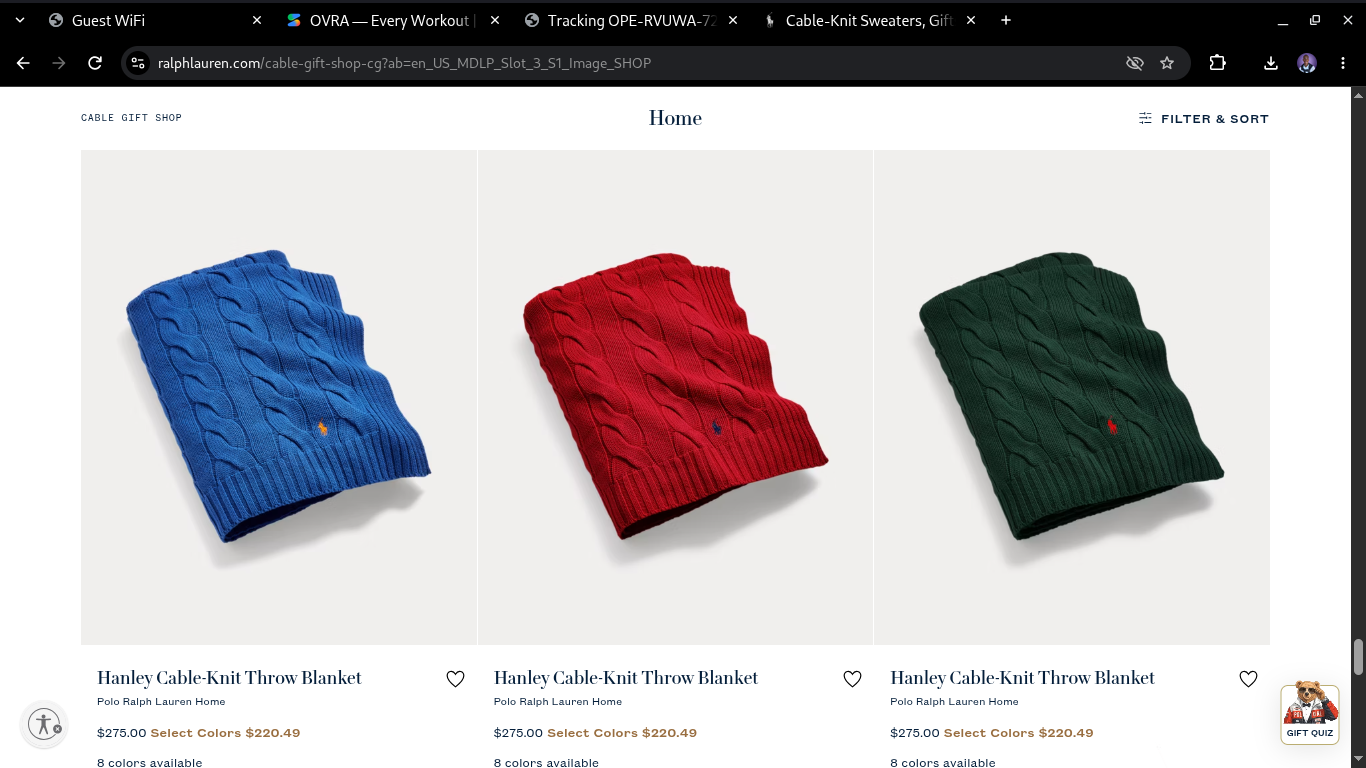 Guest WiFi
OVRA — Every Workout
Tracking OPE-RVUWA-72
Cable-Knit Sweaters, Gift
ralphlauren.com/cable-gift-shop-cg?ab=en_US_MDLP_Slot_3_S1_Image_SHOP
CABLE GIFT SHOP
Home
FILTER & SORT
Hanley Cable-Knit Throw Blanket
Polo Ralph Lauren Home
$275.00 Select Colors $220.49
8 colors available
Hanley Cable-Knit Throw Blanket
Polo Ralph Lauren Home
$275.00 Select Colors $220.49
8 colors available
Hanley Cable-Knit Throw Blanket
Polo Ralph Lauren Home
$275.00 Select Colors $220.49
8 colors available
GIFT QUIZ